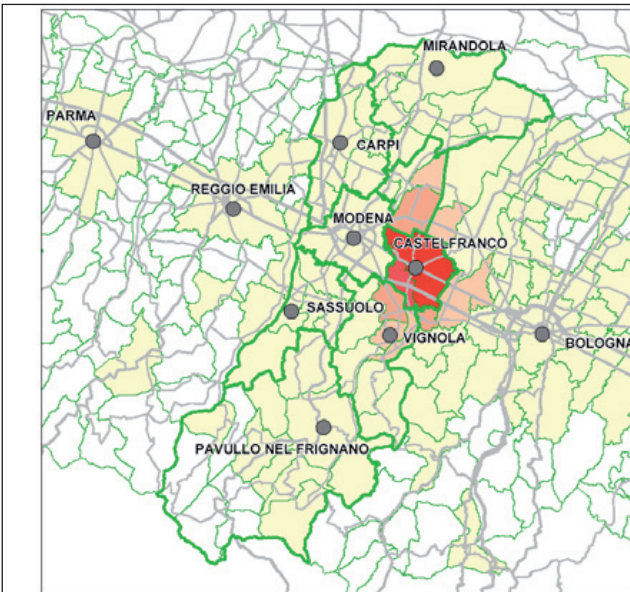 MIRANDOLA
PARMA
CARPI
REGGIO EMILIA
MODENA
CASTELFRANCO
SASSUOLO
VIGNOLA
BOLOGNA
PAVULLO NEL FRIGNANO